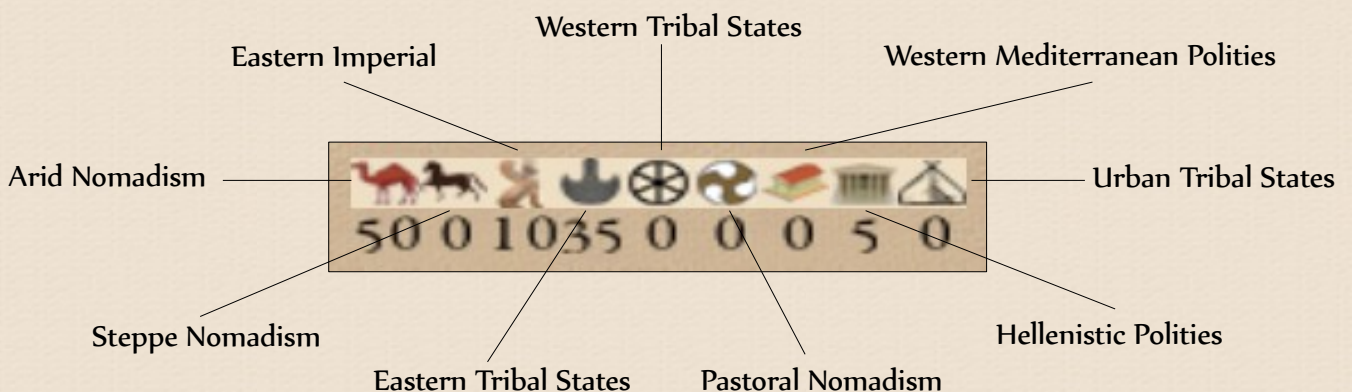 Western Tribal States
Eastern Imperial
Western Mediterranean Polities
Arid Nomadism
Urban Tribal States
50 0 10 35 0 0 0 5 0
Steppe Nomadism
Hellenistic Polities
Eastern Tribal States
Pastoral Nomadism